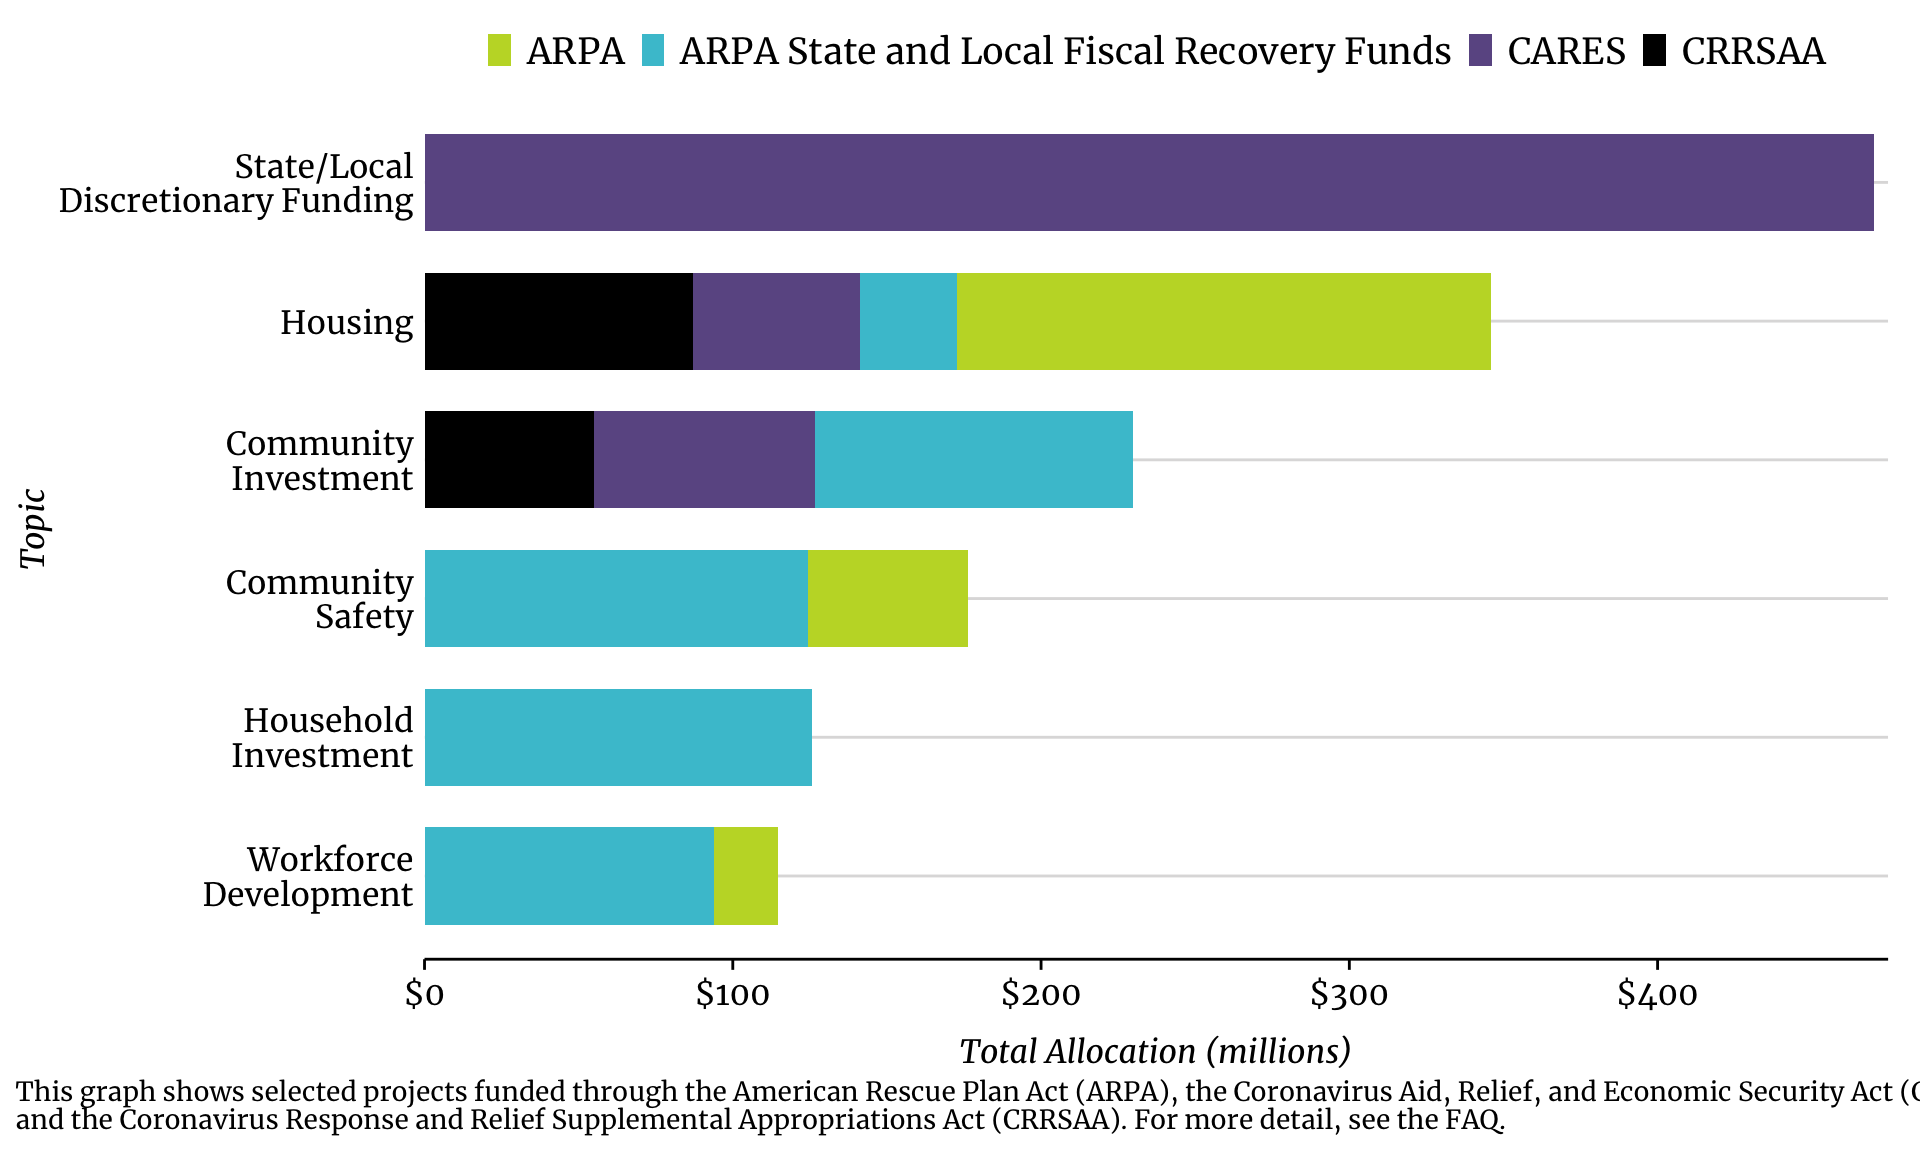 ARPA ARPA State and Local Fiscal Recovery Funds CARES CRRSAA
State/Local
Discretionary Funding
Housing
Community
Investment
Community
Safety
Household
Investment
Workforce
Development
Topic
$0 $100 $200 $300 $400
Total Allocation (millions)
This graph shows selected projects funded through the American Rescue Plan Act (ARPA), the Coronavirus Aid, Relief, and Economic Security Act (
and the Coronavirus Response and Relief Supplemental Appropriations Act (CRRSAA). For more detail, see the FAQ.